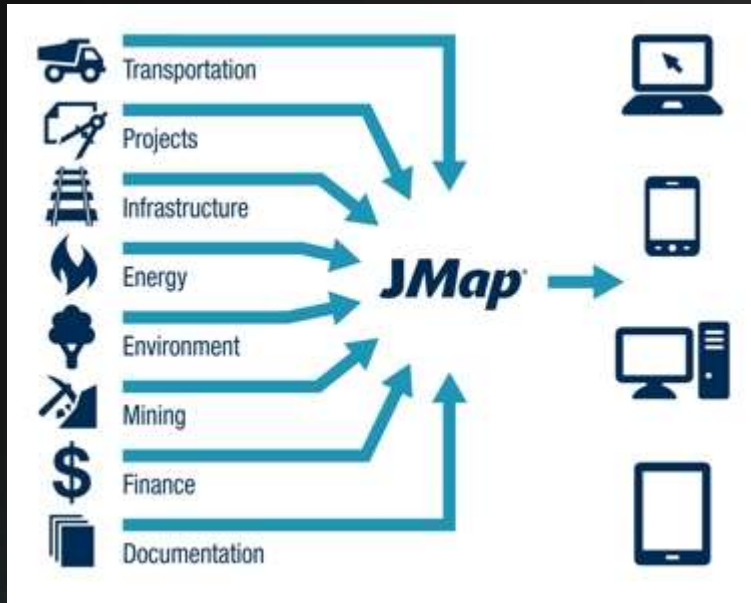 Transportation
Projects
Infrastructure
Energy
Environment
Mining
Finance
Documentation
JMap